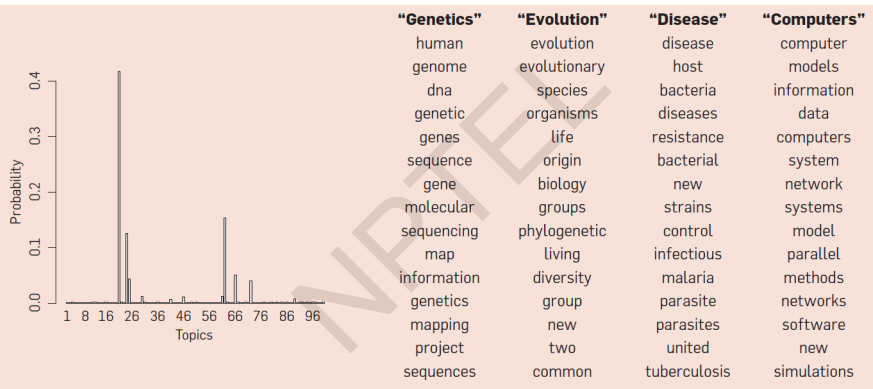 “Genetics” “Evolution” “Disease” “Computers”
human evolution disease computer
genome evolutionary host models
dna species bacteria information
genetic organisms diseases data
genes life resistance computers
sequence origin bacterial system
gene biology new network
molecular groups strains systems
sequencing phylogenetic control model
map living infectious parallel
information diversity malaria methods
genetics group parasite networks
mapping new parasites software
project two united new
sequences common tuberculosis simulations
Probability
0.4
0.3
0.2
0.1
0.0
1 8 16 26 36 46 56 66 76 86 96
Topics
NPTEL